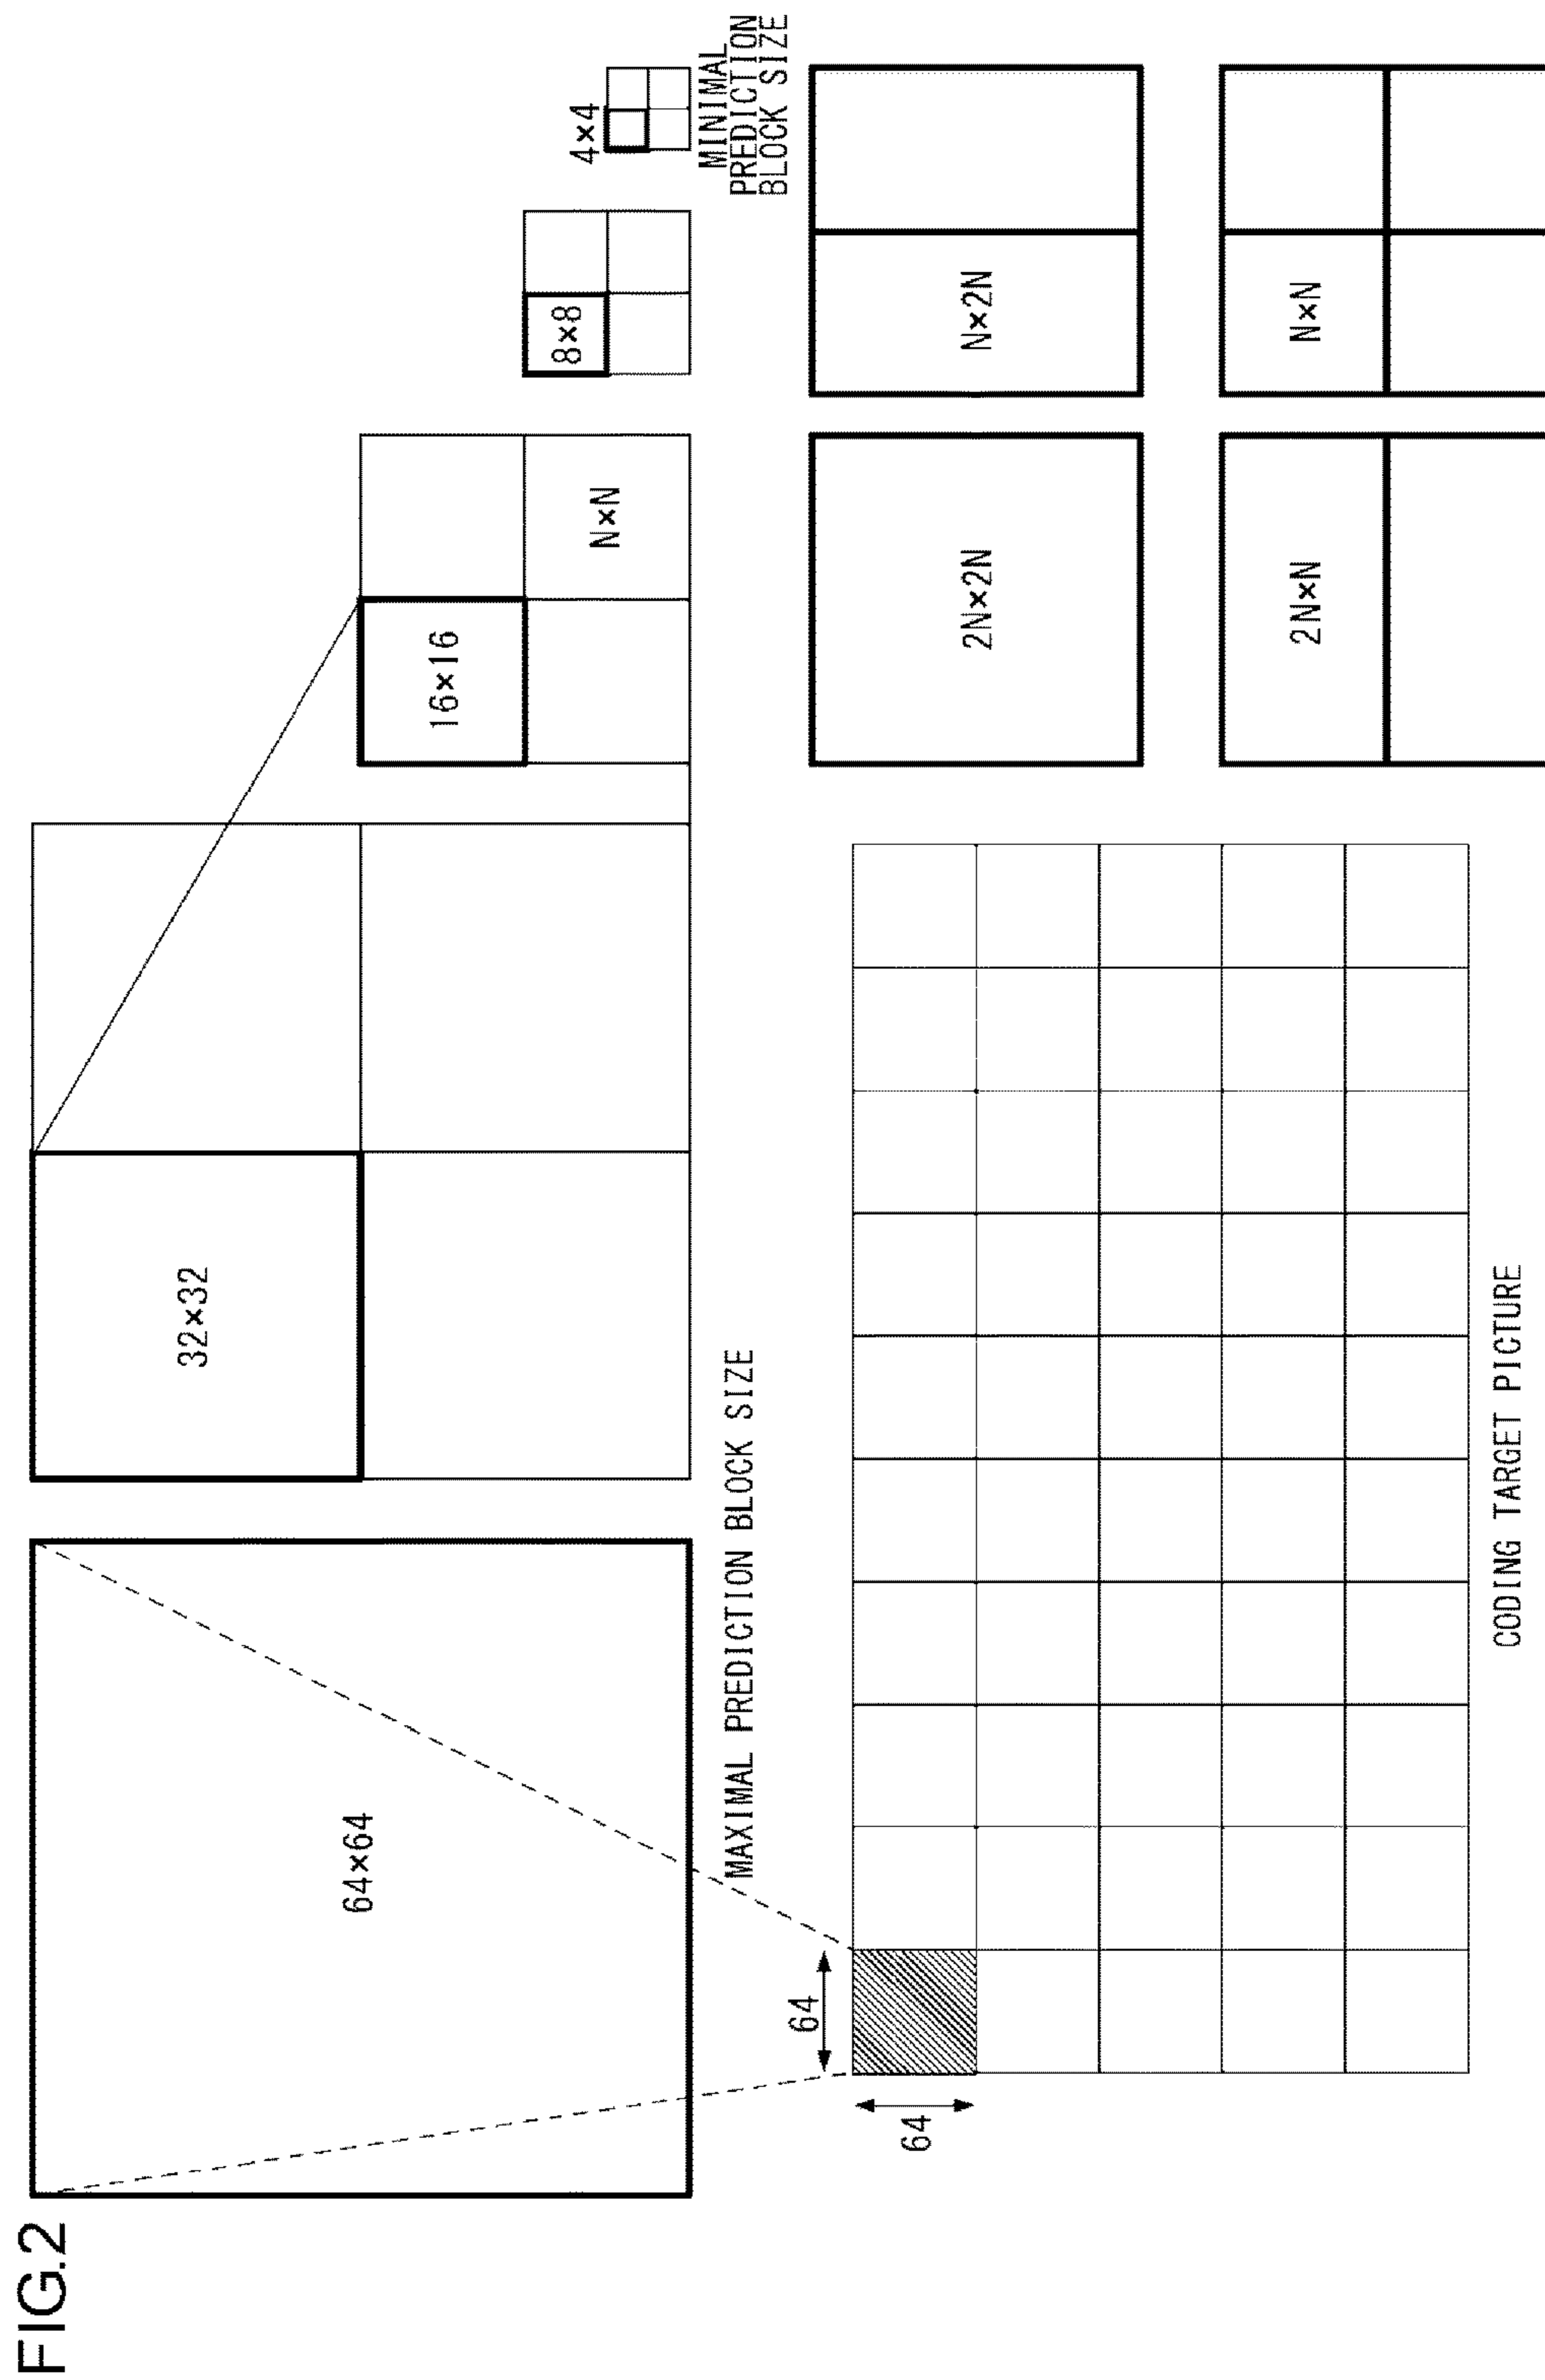 FIG.2
64×64
32×32
16×16
N×N
8×8
4×4
MAXIMAL PREDICTION BLOCK SIZE
MINIMAL
PREDICTION
BLOCK SIZE
64
64
CODING TARGET PICTURE
2N×2N
N×2N
2N×N
N×N